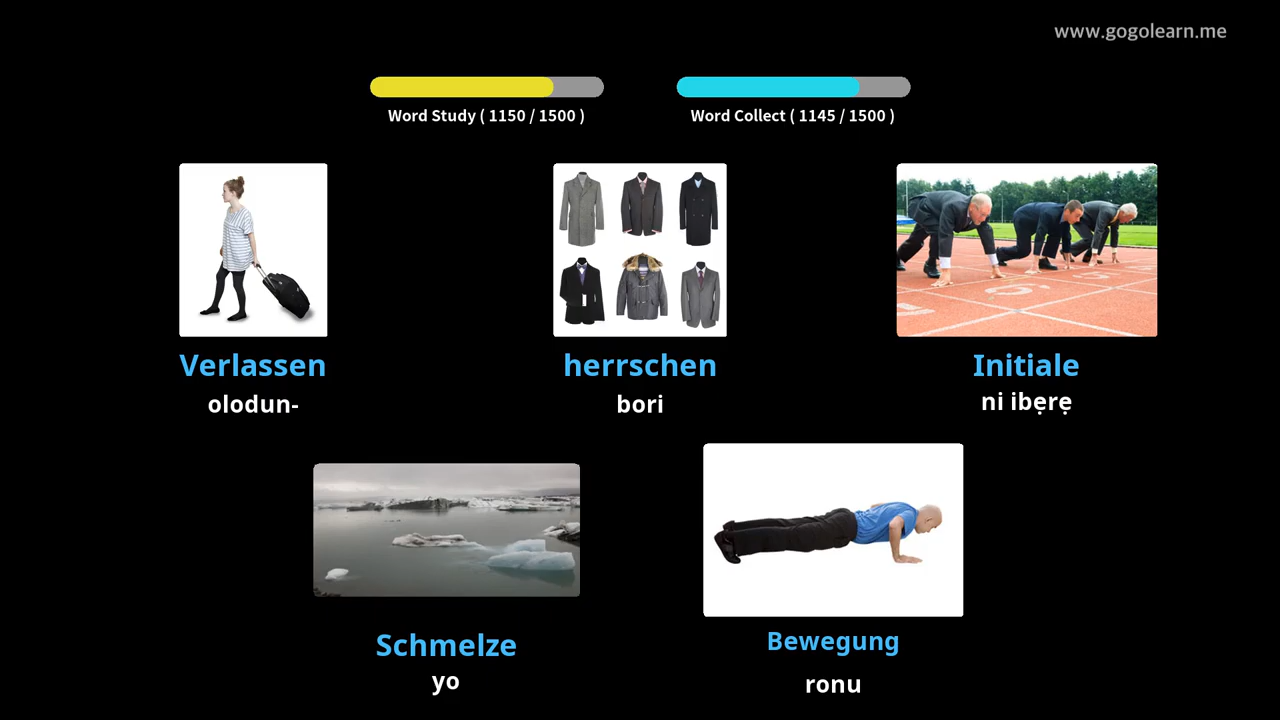 www.gogolearn.me
Word Study ( 1150 / 1500 )
Word Collect ( 1145 / 1500 )
Verlassen
olodun-
herrschen
bori
Initiale
ni ibẹrẹ
Schmelze
yo
Bewegung
ronu